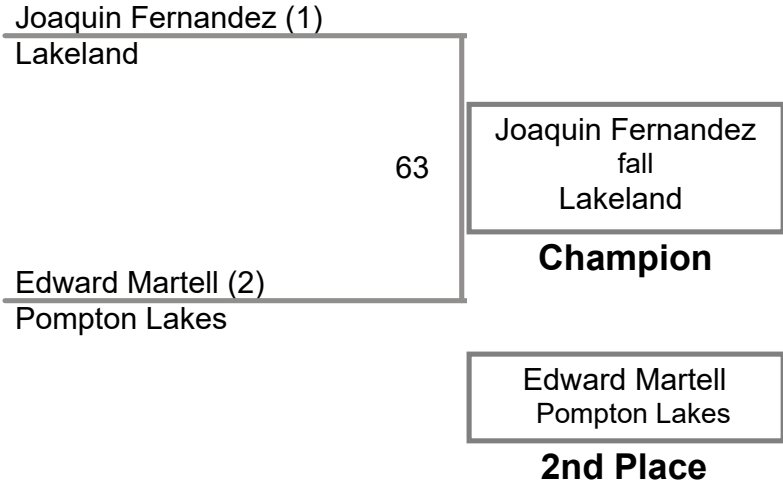 Joaquin Fernandez (1)
Lakeland
63
Joaquin Fernandez
fall
Lakeland
Champion
Edward Martell (2)
Pompton Lakes
Edward Martell
Pompton Lakes
2nd Place